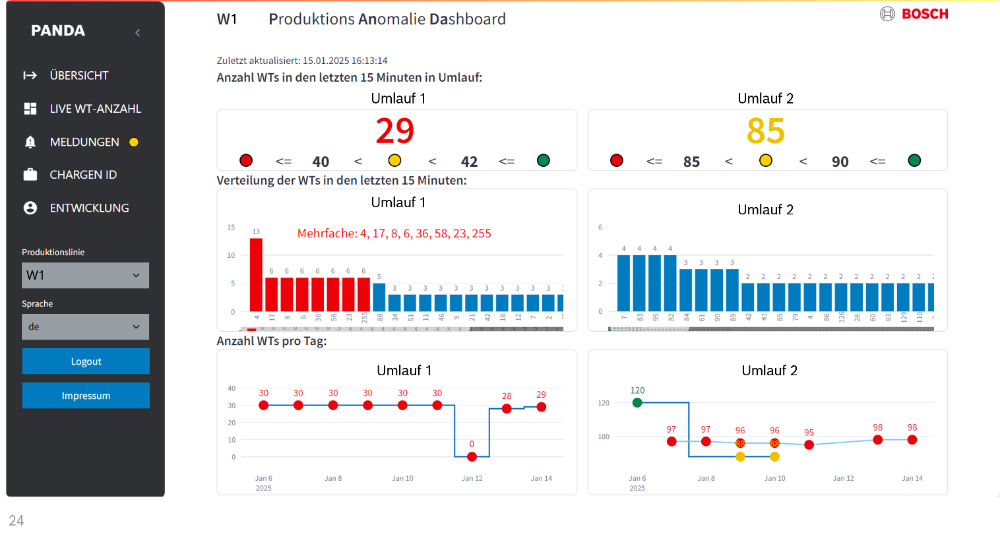 PANDA
W1 Produktions Anomalie Dashboard
BOSCH
ÜBERSICHT
LIVE WT-ANZAHL
MELDUNGEN
CHARGEN ID
ENTWICKLUNG
Produktionslinie
W1
Sprache
de
Logout
Impressum
Zuletzt aktualisiert: 15.01.2025 16:13:14
Anzahl WTs in den letzten 15 Minuten in Umlauf:
Umlauf 1
29
<= 40 < < 42 <=
Umlauf 2
85
<= 85 < < 90 <=
Verteilung der WTs in den letzten 15 Minuten:
Umlauf 1
Mehrfache: 4, 17, 8, 6, 36, 58, 23, 255
15
10
5
0
13 6 6 6 6 6 6 6 5 3 3 3 3 3 3 3 3 3 3 3
4 17 8 6 36 58 23 255 88 34 51 11 46 9 21 42 18 12 7 2
Umlauf 2
6
4
2
0
4 4 4 4 3 3 3 3 2 2 2 2 2 2 2 2 2 2 2 2
7 83 95 82 84 61 90 89 42 41 85 79 4 86 126 28 60 93 129 110
Anzahl WTs pro Tag:
Umlauf 1
40
30
20
10
0
30 30 30 30 30 30 0 28 29
Jan 6 Jan 8 Jan 10 Jan 12 Jan 14
2025
Umlauf 2
120
100
120
97 97 96 96 95 98 98
88 88
Jan 6 Jan 8 Jan 10 Jan 12 Jan 14
2025
24